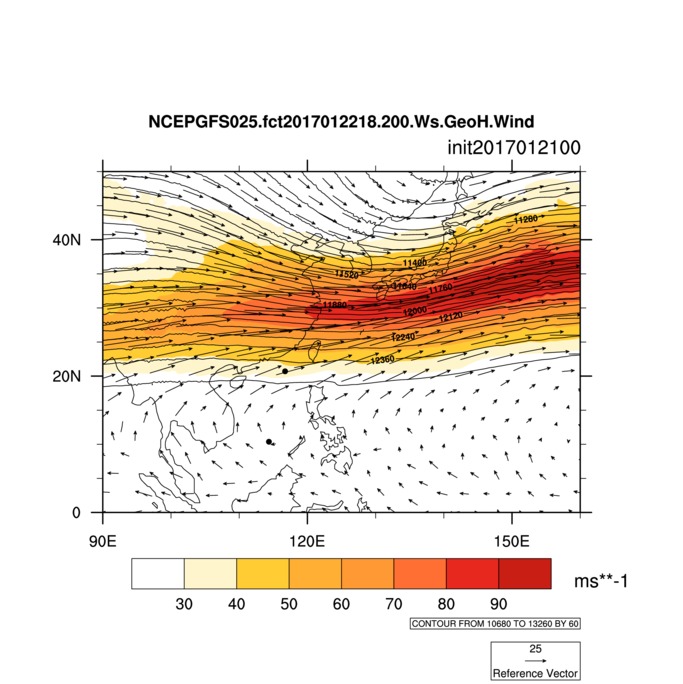 NCEPGFS025.fct2017012218.200.Ws.GeoH.Wind
init2017012100
11280
40N
11400
11520
11640
11760
11880
12000
12120
12240
12360
20N
0
90E 120E 150E
ms**-1
30 40 50 60 70 80 90
CONTOUR FROM 10680 TO 13260 BY 60
25
Reference Vector